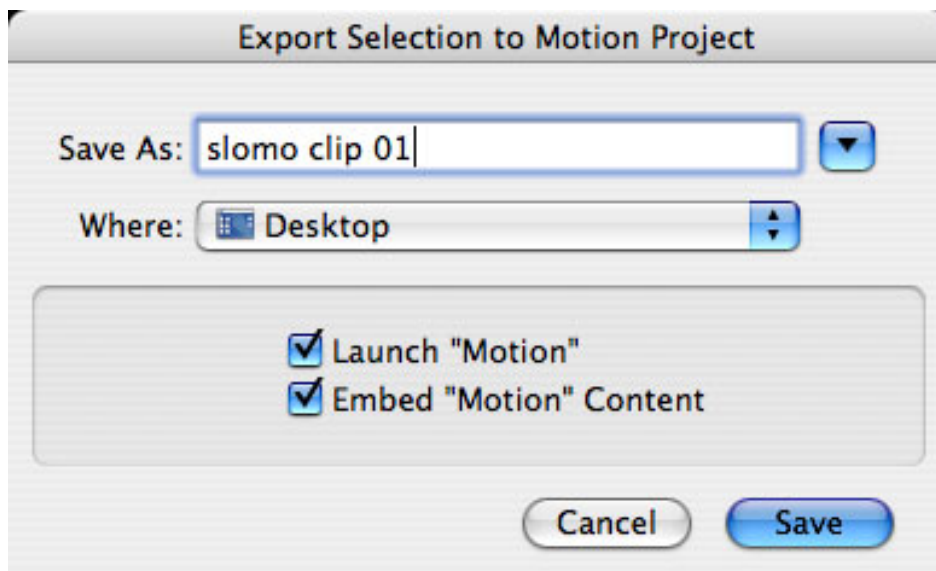 Export Selection to Motion Project
Save As: slomo clip 01
Where: Desktop
Launch "Motion"
Embed "Motion" Content
Cancel Save